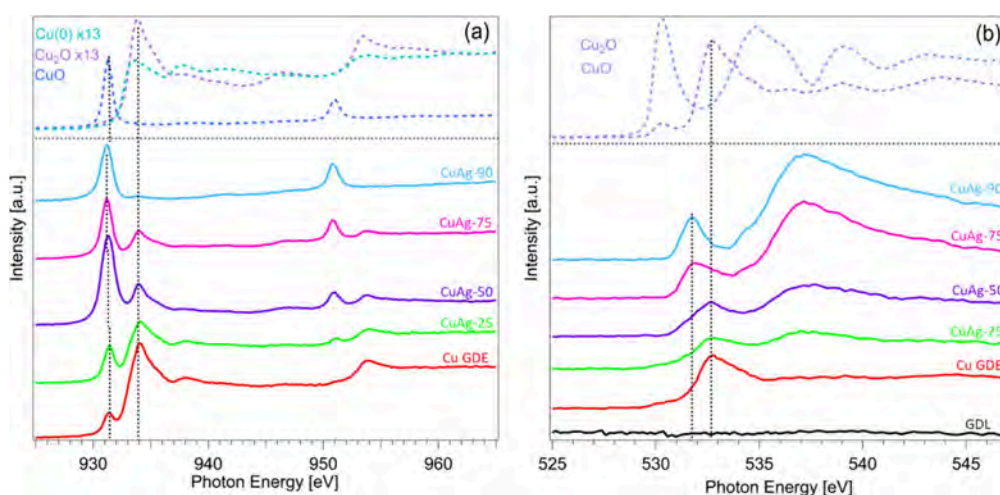 (a)
Cu(0) x13
Cu₂O x13
CuO
CuAg-90
CuAg-75
CuAg-50
CuAg-25
Cu GDE
Intensity [a.u.]
930 940 950 960
Photon Energy [eV]
(b)
Cu₂O
CuO
CuAg-90
CuAg-75
CuAg-50
CuAg-25
Cu GDE
GDL
Intensity [a.u.]
525 530 535 540 545
Photon Energy [eV]